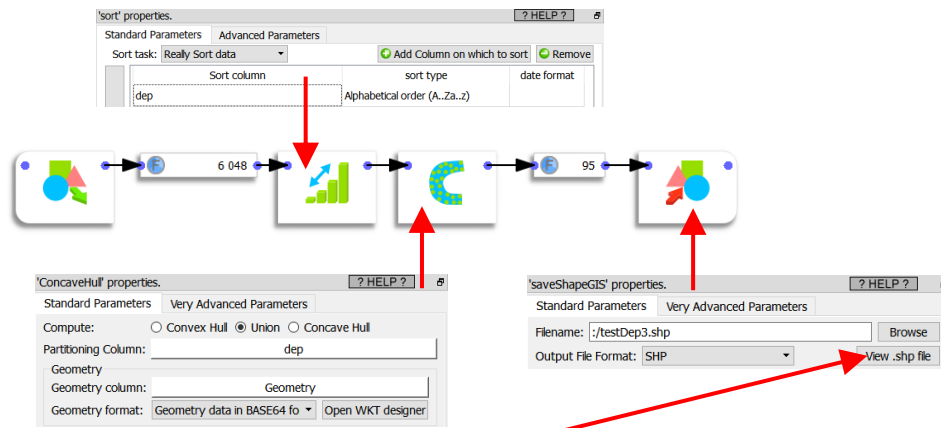 'sort' properties.
? HELP ?
Standard Parameters Advanced Parameters
Sort task: Really Sort data
Add Column on which to sort
Remove
Sort column sort type date format
dep Alphabetical order (A..Za..z)
F 6 048
F 95
'ConcaveHull' properties.
? HELP ?
Standard Parameters Very Advanced Parameters
Compute: Convex Hull Union Concave Hull
Partitioning Column: dep
Geometry
Geometry column: Geometry
Geometry format: Geometry data in BASE64 fo Open WKT designer
'saveShapeGIS' properties.
? HELP ?
Standard Parameters Very Advanced Parameters
Filename: :/testDep3.shp Browse
Output File Format: SHP View .shp file